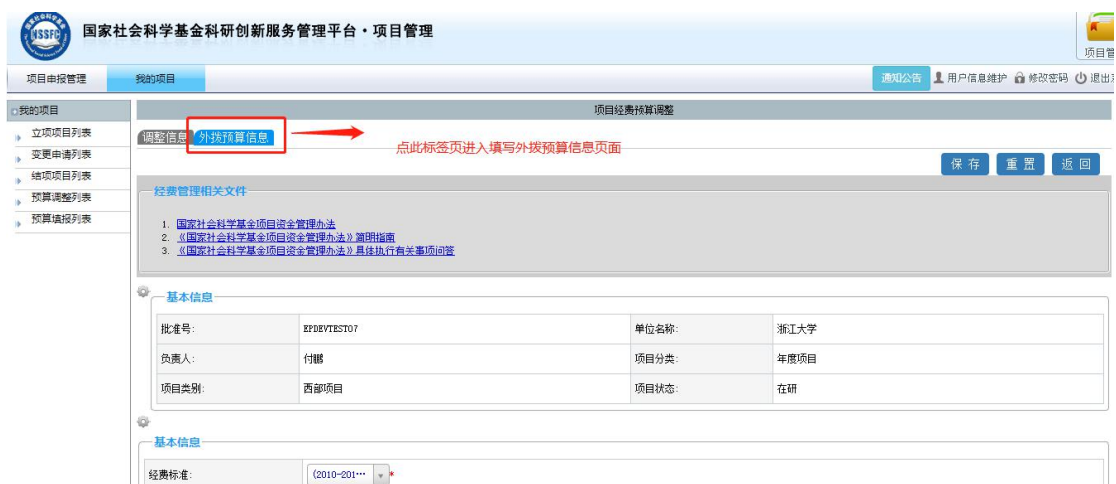 NSSFC
国家社会科学基金科研创新服务管理平台·项目管理
项目管
项目申报管理 我的项目 通知公告 用户信息维护 修改密码 退出
我的项目 项目经费预算调整
立项项目列表
变更申请列表
结项项目列表
预算调整列表
预算填报列表
调整信息 外拨预算信息
点此标签页进入填写外拨预算信息页面
保 存 重 置 返 回
经费管理相关文件
1. 国家社会科学基金项目资金管理办法
2. 《国家社会科学基金项目资金管理办法》简明指南
3. 《国家社会科学基金项目资金管理办法》具体执行有关事项问答
基本信息
批准号: EPDEVTEST07 单位名称: 浙江大学
负责人: 付鹏 项目分类: 年度项目
项目类别: 西部项目 项目状态: 在研
基本信息
经费标准: (2010-201··· *